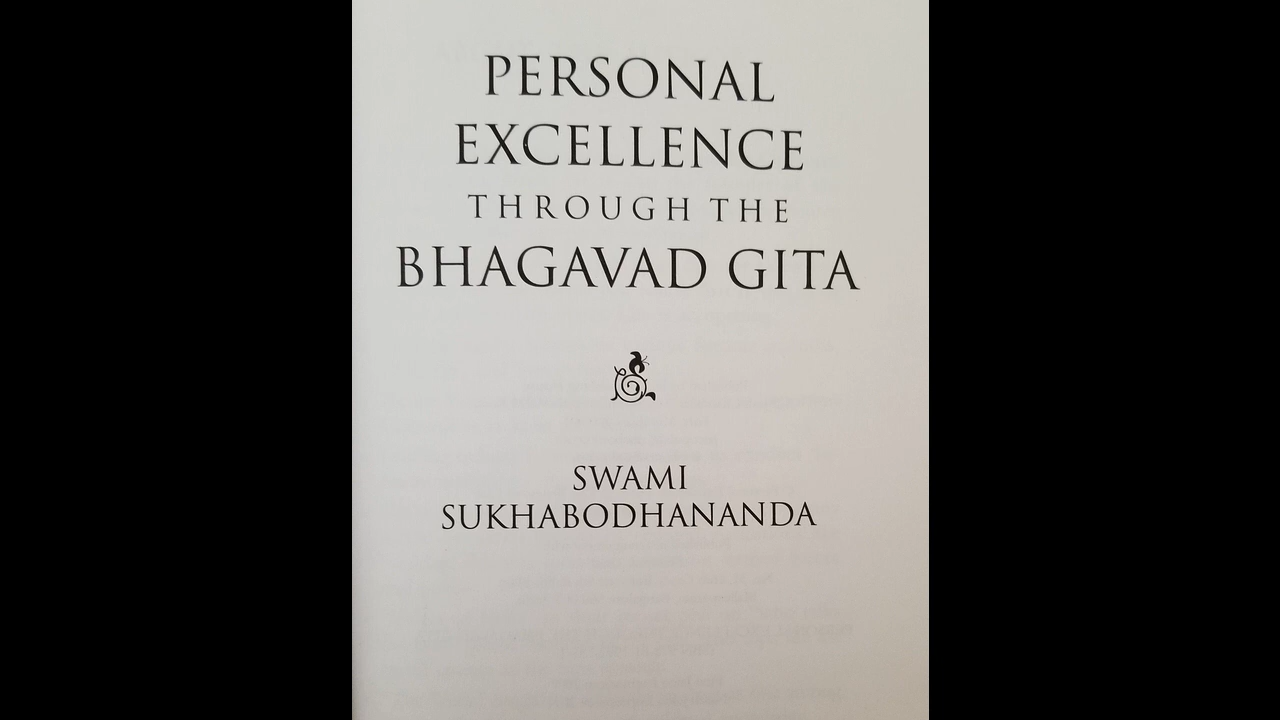 PERSONAL
EXCELLENCE
THROUGH THE
BHAGAVAD GITA
SWAMI
SUKHABODHANANDA